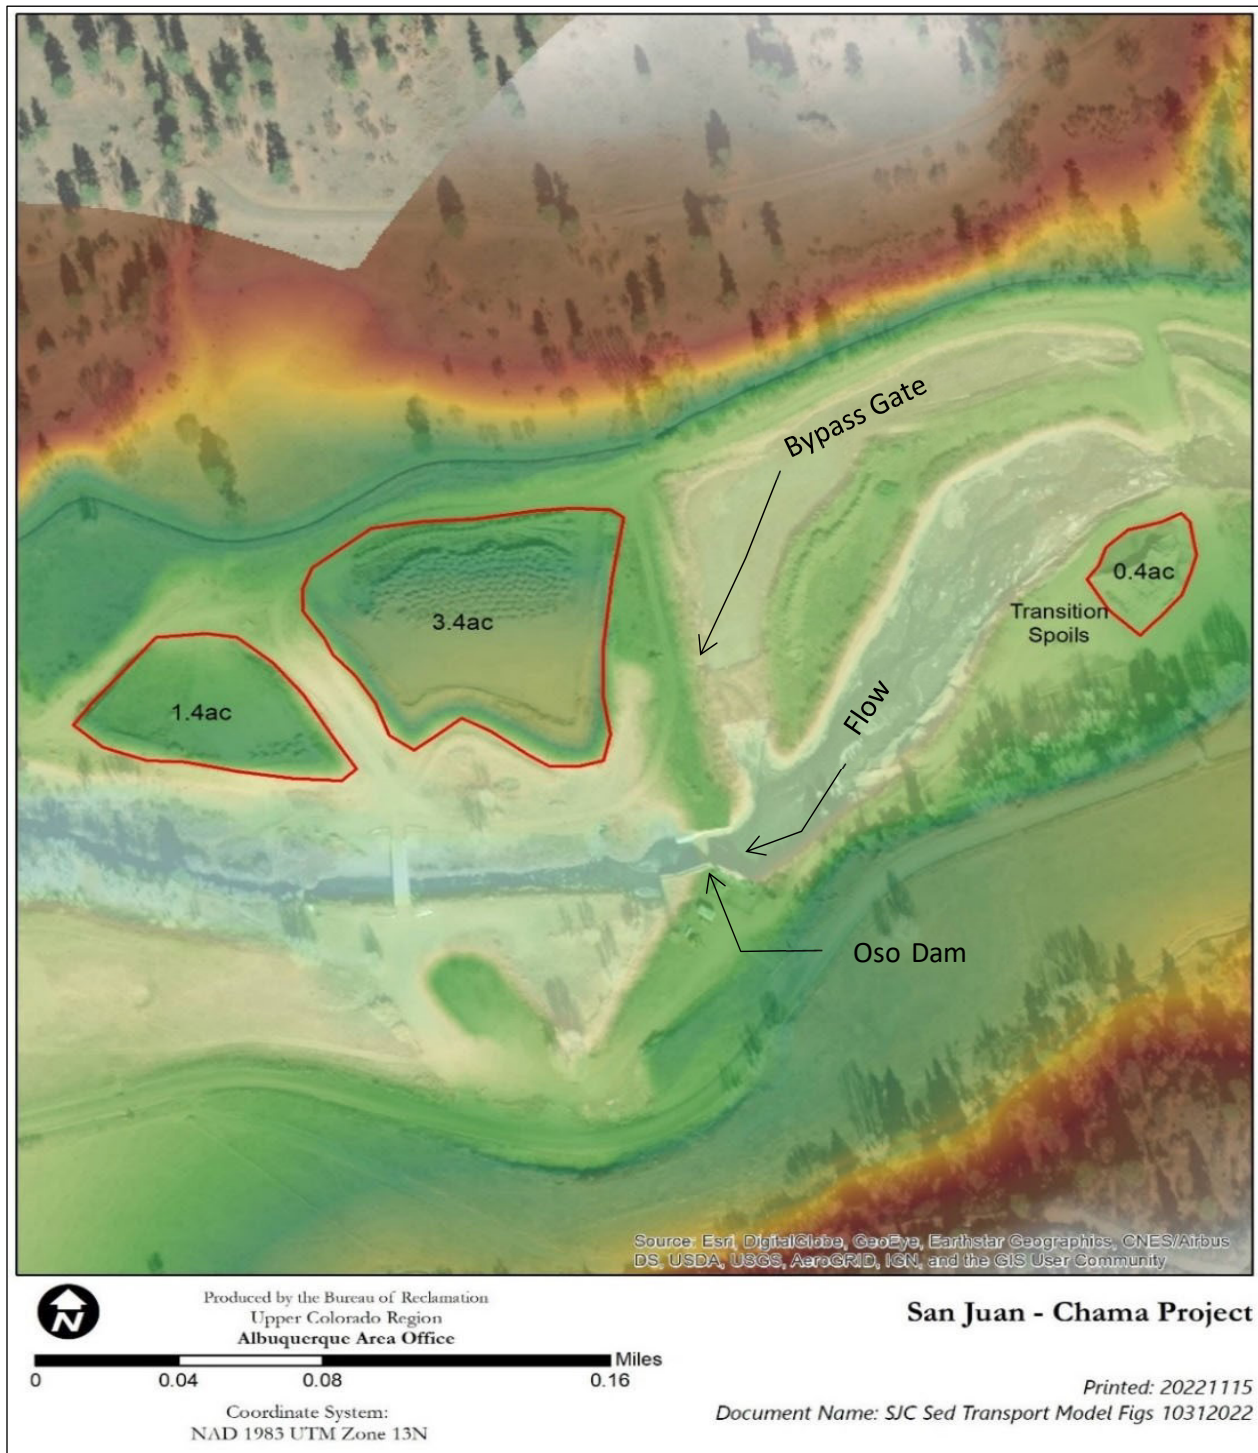 Bypass Gate
0.4ac
Transition
Spoils
3.4ac
1.4ac
Flow
Oso Dam
Source: Esri, DigitalGlobe, GeoEye, Earthstar Geographics, CNES/Airbus
DS, USDA, USGS, AeroGRID, IGN, and the GIS User Community
N
Produced by the Bureau of Reclamation
Upper Colorado Region
Albuquerque Area Office
Miles
0 0.04 0.08 0.16
Coordinate System:
NAD 1983 UTM Zone 13N
San Juan - Chama Project
Printed: 20221115
Document Name: SJC Sed Transport Model Figs 10312022